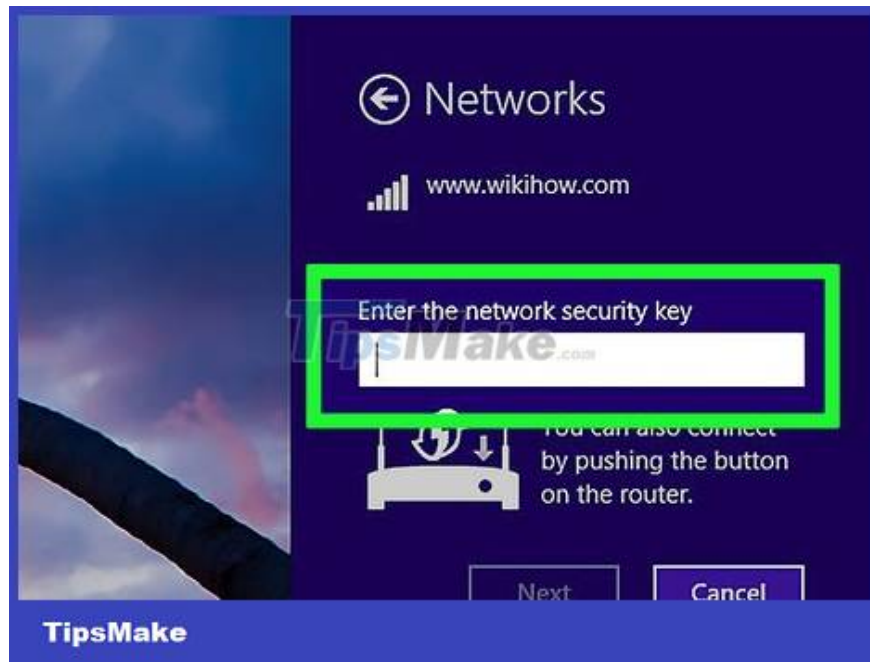 Networks
www.wikihow.com
Enter the network security key
TipsMake.com
You can also connect
by pushing the button
on the router.
Next
Cancel
TipsMake